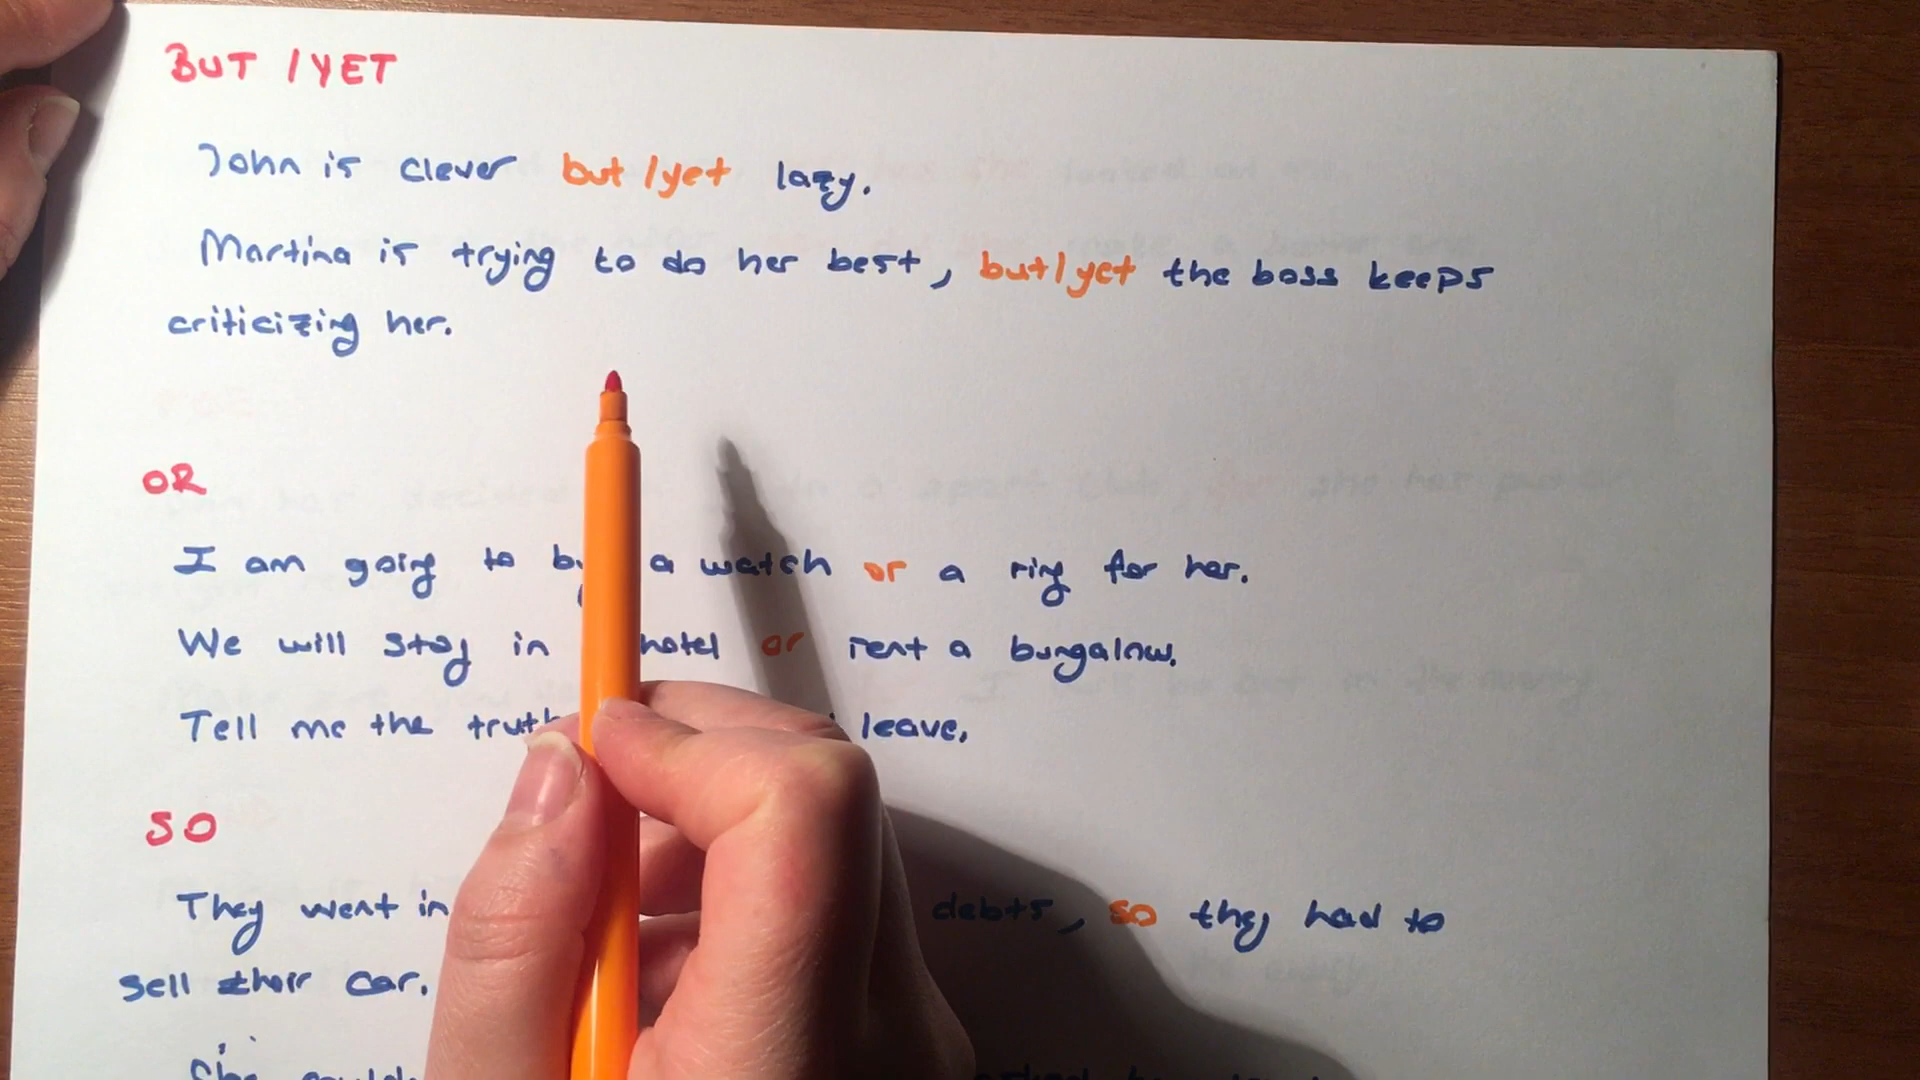 BUT / YET
John is clever but / yet lazy.
Martina is trying to do her best, but / yet the boss keeps
criticizing her.
OR
I am going to a watch or a ring for her.
We will stay in hotel or rent a bungalow.
Tell me the leave.
SO
They went in debts, so they had to
sell their car.